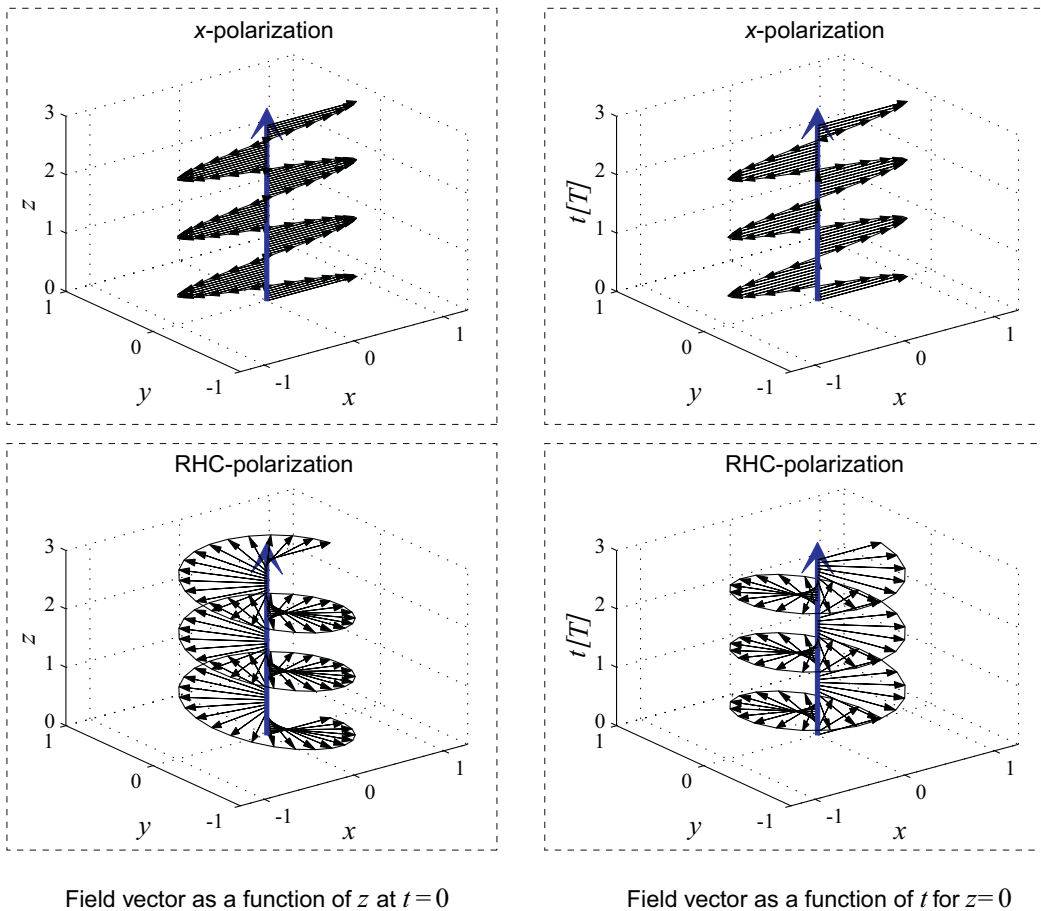 x-polarization
3
2
1
0
z
1
0
-1
y
-1
0
1
x
x-polarization
3
2
1
0
t[T]
1
0
-1
y
-1
0
1
x
RHC-polarization
3
2
1
0
z
1
0
-1
y
-1
0
1
x
RHC-polarization
3
2
1
0
t[T]
1
0
-1
y
-1
0
1
x
Field vector as a function of z at t = 0
Field vector as a function of t for z= 0